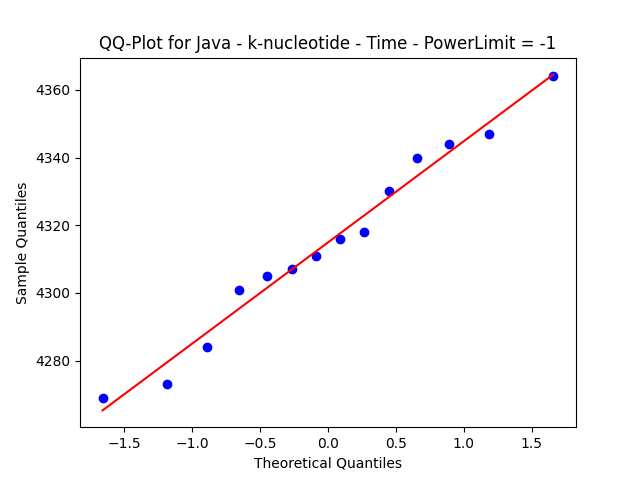 QQ-Plot for Java - k-nucleotide - Time - PowerLimit = -1
4360
4340
4320
4300
4280
Sample Quantiles
−1.5 −1.0 −0.5 0.0 0.5 1.0 1.5
Theoretical Quantiles